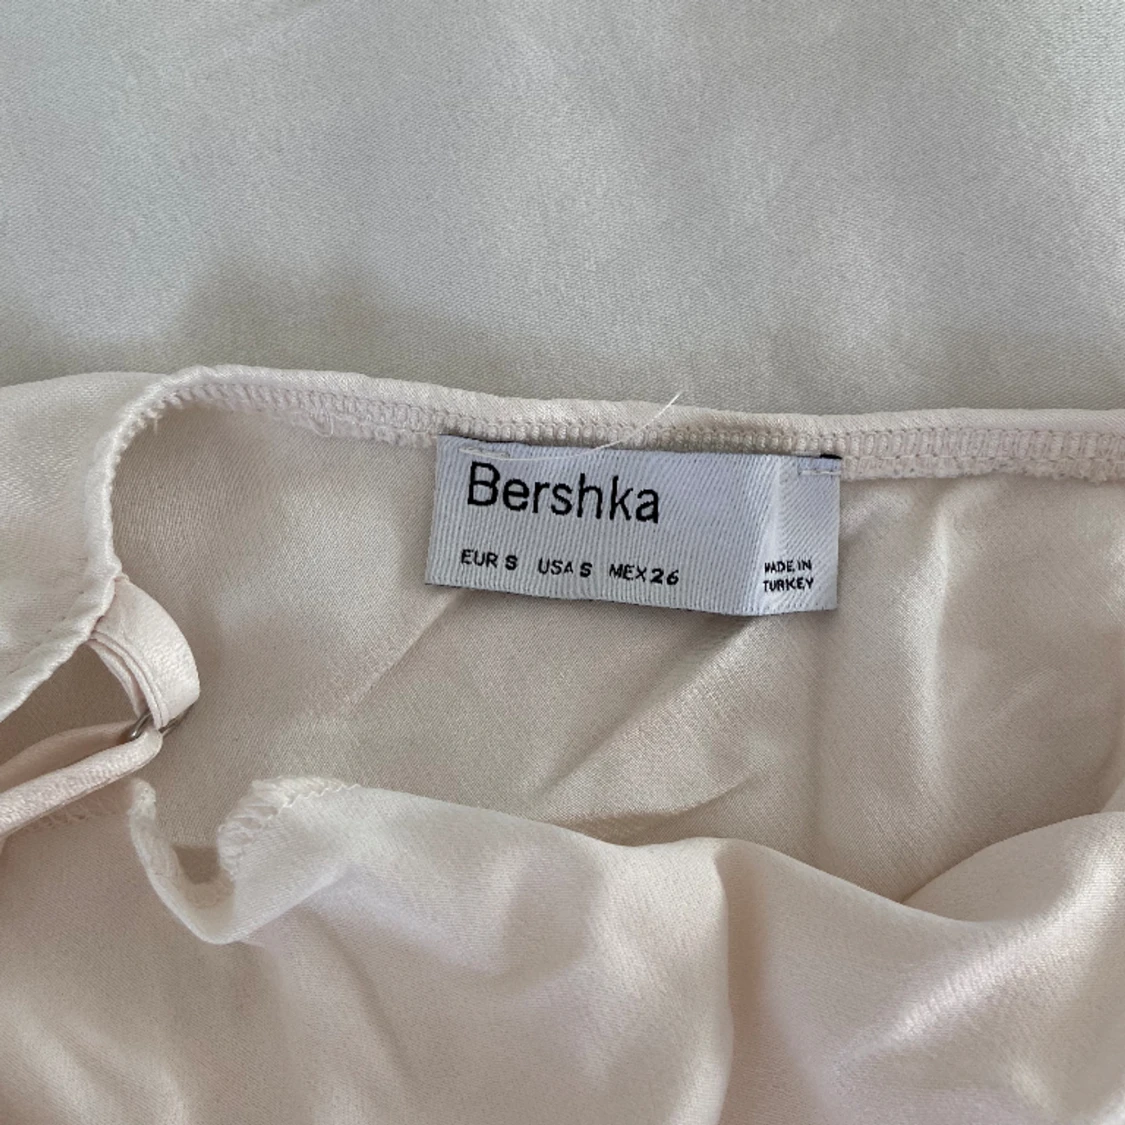 Bershka
EUR S USA S MEX 26
MADE IN
TURKEY